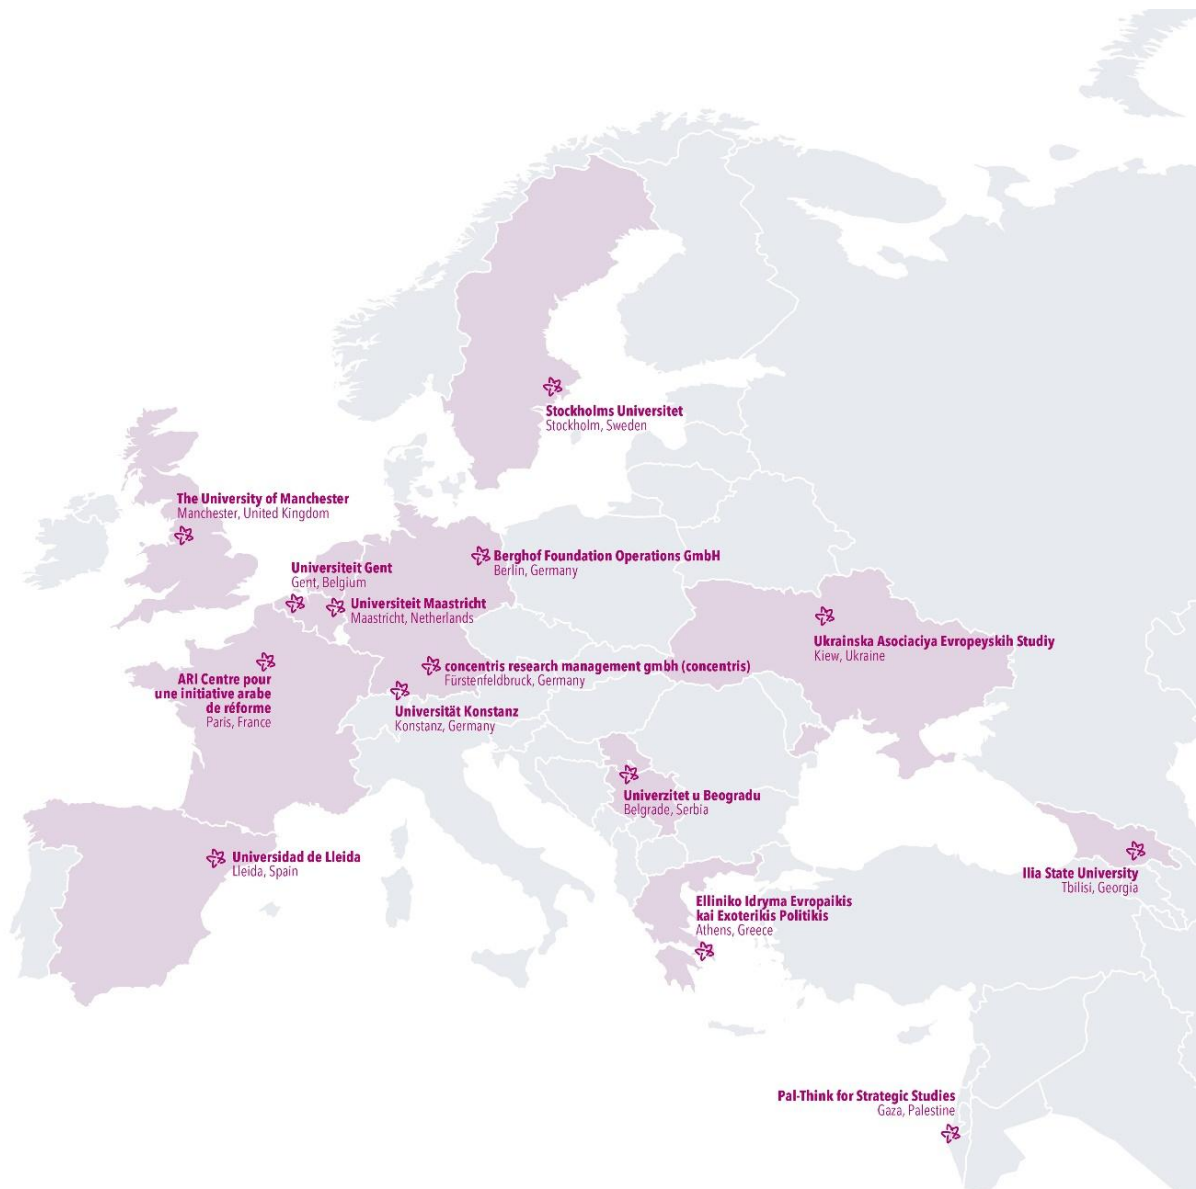 Stockholms Universitet
Stockholm, Sweden
The University of Manchester
Manchester, United Kingdom
Berghof Foundation Operations GmbH
Berlin, Germany
Universiteit Gent
Gent, Belgium
Universiteit Maastricht
Maastricht, Netherlands
Ukrainska Asociaciya Evropeyskih Studiy
Kiew, Ukraine
concentris research management gmbh (concentris)
Fürstenfeldbruck, Germany
ARI Centre pour
une initiative arabe
de réforme
Paris, France
Universität Konstanz
Konstanz, Germany
Univerzitet u Beogradu
Belgrade, Serbia
Universidad de Lleida
Lleida, Spain
Ilia State University
Tbilisi, Georgia
Elliniko Idryma Evropaikis
kai Exoterikis Politikis
Athens, Greece
Pal-Think for Strategic Studies
Gaza, Palestine